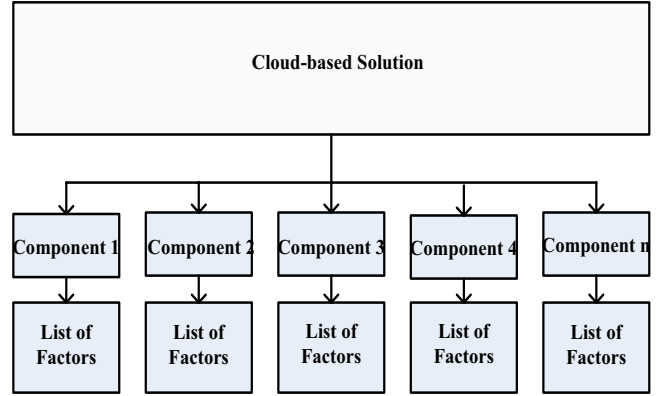 Cloud-based Solution
Component 1
Component 2
Component 3
Component 4
Component n
List of
Factors
List of
Factors
List of
Factors
List of
Factors
List of
Factors